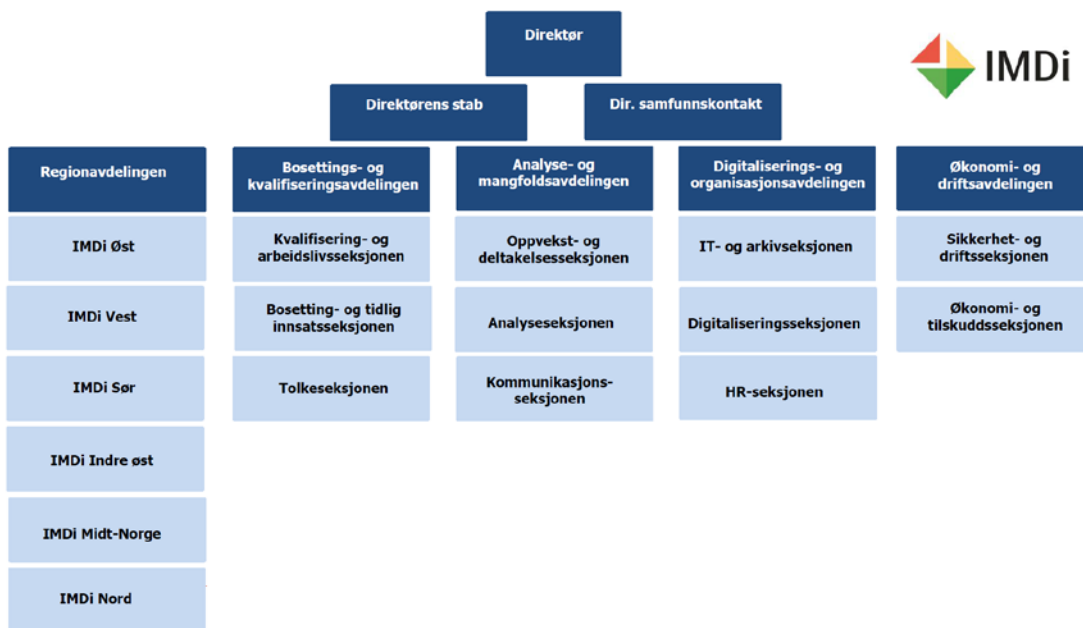 Direktør
IMDi
Direktørens stab
Dir. samfunnskontakt
Regionavdelingen
Bosettings- og
kvalifiseringsavdelingen
Analyse- og
mangfoldsavdelingen
Digitaliserings- og
organisasjonsavdelingen
Økonomi- og
driftsavdelingen
IMDi Øst
Kvalifisering- og
arbeidslivsseksjonen
Oppvekst- og
deltakelsesseksjonen
IT- og arkivseksjonen
Sikkerhet- og
driftsseksjonen
IMDi Vest
Bosetting- og tidlig
innsatsseksjonen
Analyseseksjonen
Digitaliseringsseksjonen
Økonomi- og
tilskuddsseksjonen
IMDi Sør
Tolkeseksjonen
Kommunikasjons-
seksjonen
HR-seksjonen
IMDi Indre øst
IMDi Midt-Norge
IMDi Nord